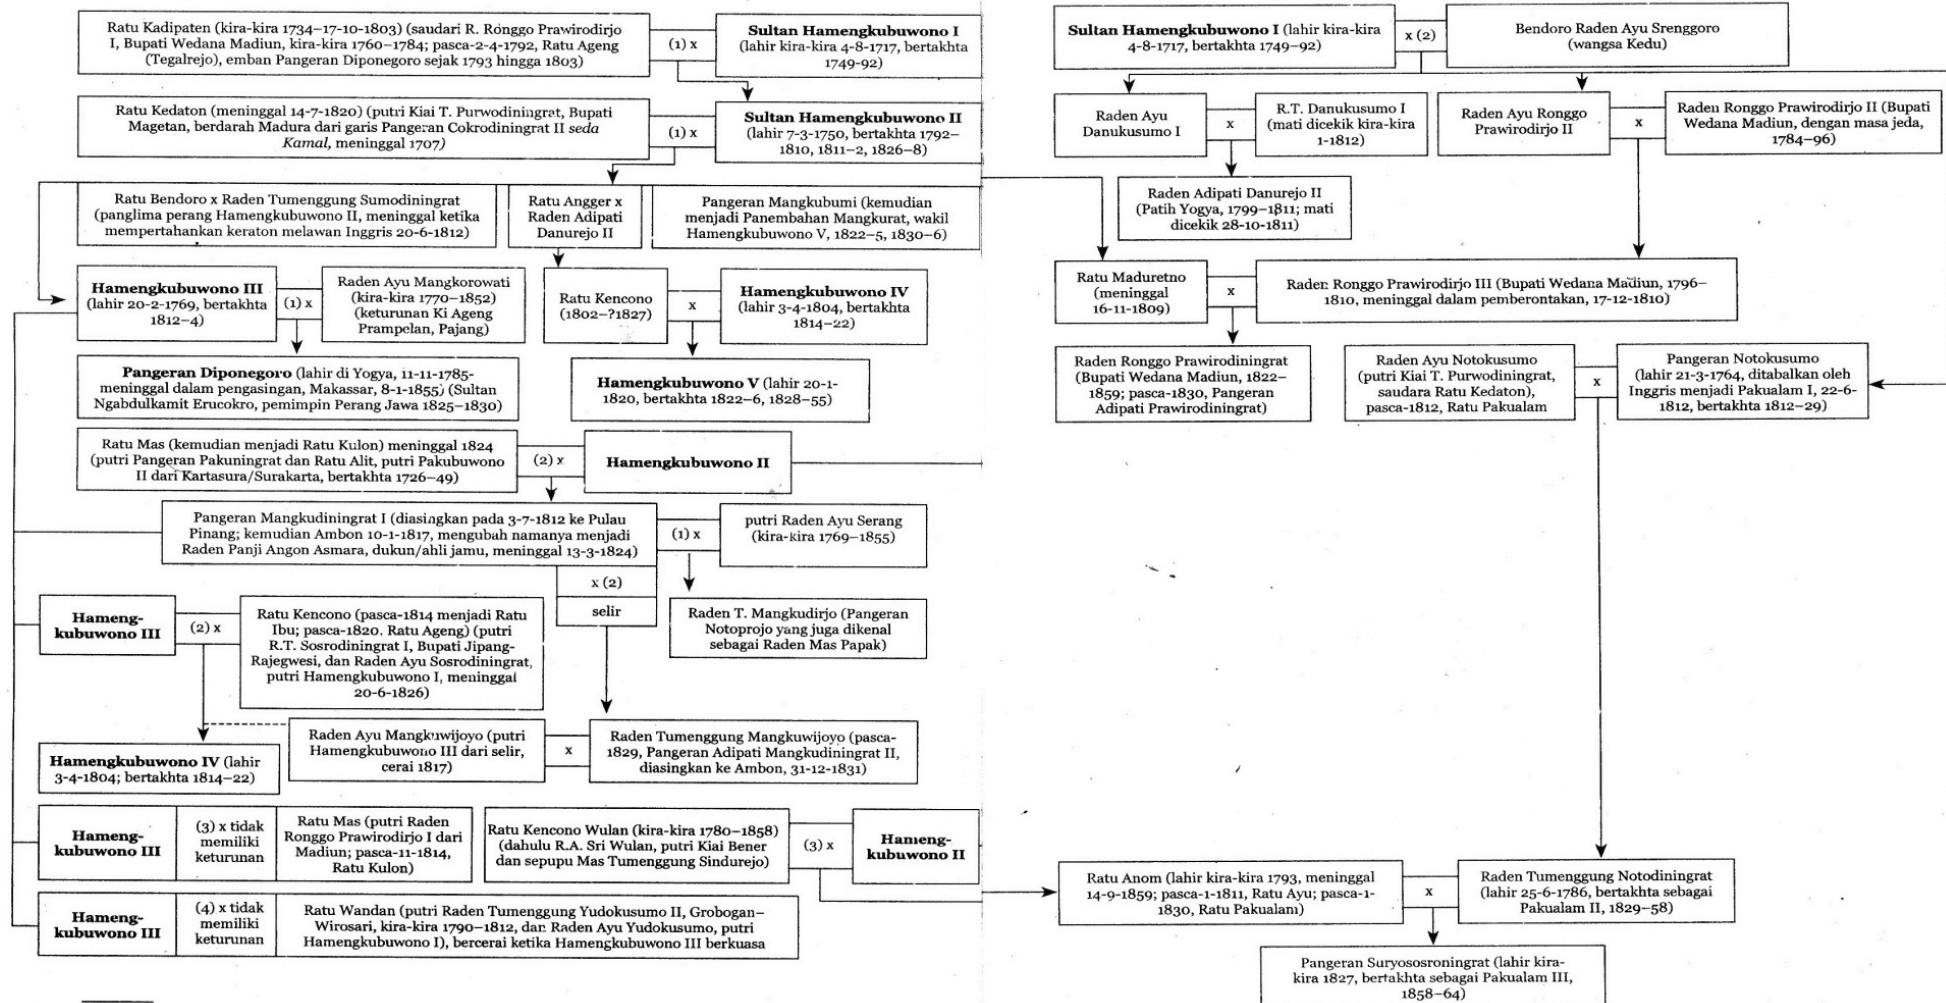 Ratu Kadipaten (kira-kira 1734–17-10-1803) (saudari R. Ronggo Prawirodirjo
I, Bupati Wedana Madiun, kira-kira 1760–1784; pasca-2-4-1792, Ratu Ageng
(Tegalrejo), emban Pangeran Diponegoro sejak 1793 hingga 1803)
(1) x
Sultan Hamengkubuwono I
(lahir kira-kira 4-8-1717, bertakhta
1749-92)
Ratu Kedaton (meninggal 14-7-1820) (putri Kiai T. Purwodiningrat, Bupati
Magetan, berdarah Madura dari garis Pangeran Cokrodiningrat II seda
Kamal, meninggal 1707)
(1) x
Sultan Hamengkubuwono II
(lahir 7-3-1750, bertakhta 1792–
1810, 1811–2, 1826–8)
Ratu Bendoro x Raden Tumenggung Sumodiningrat
(panglima perang Hamengkubuwono II, meninggal ketika
mempertahankan keraton melawan Inggris 20-6-1812)
Ratu Angger x
Raden Adipati
Danurejo II
Pangeran Mangkubumi (kemudian
menjadi Panembahan Mangkurat, wakil
Hamengkubuwono V, 1822–5, 1830–6)
Hamengkubuwono III
(lahir 20-2-1769, bertakhta
1812–4)
(1) x
Raden Ayu Mangkorowati
(kira-kira 1770–1852)
(keturunan Ki Ageng
Prampelan, Pajang)
Ratu Kencono
(1802–?1827)
x
Hamengkubuwono IV
(lahir 3-4-1804, bertakhta
1814–22)
Pangeran Diponegoro (lahir di Yogya, 11-11-1785-
meninggal dalam pengasingan, Makassar, 8-1-1855) (Sultan
Ngabdulkamit Erucokro, pemimpin Perang Jawa 1825–1830)
Hamengkubuwono V (lahir 20-1-
1820, bertakhta 1822–6, 1828–55)
Ratu Mas (kemudian menjadi Ratu Kulon) meninggal 1824
(putri Pangeran Pakuningrat dan Ratu Alit, putri Pakubuwono
II dari Kartasura/Surakarta, bertakhta 1726–49)
(2) x
Hamengkubuwono II
Pangeran Mangkudiningrat I (diasingkan pada 3-7-1812 ke Pulau
Pinang; kemudian Ambon 10-1-1817, mengubah namanya menjadi
Raden Panji Angon Asmara, dukun/ahli jamu, meninggal 13-3-1824)
(1) x
putri Raden Ayu Serang
(kira-kira 1769–1855)
x (2)
selir
Raden T. Mangkudirjo (Pangeran
Notoprojo yang juga dikenal
sebagai Raden Mas Papak)
Hameng-
kubuwono III
(2) x
Ratu Kencono (pasca-1814 menjadi Ratu
Ibu; pasca-1820. Ratu Ageng) (putri
R.T. Sosrodiningrat I, Bupati Jipang-
Rajegwesi, dan Raden Ayu Sosrodiningrat,
putri Hamengkubuwono I, meninggal
20-6-1826)
Hamengkubuwono IV (lahir
3-4-1804; bertakhta 1814–22)
Raden Ayu Mangkuwijoyo (putri
Hamengkubuwono III dari selir,
cerai 1817)
x
Raden Tumenggung Mangkuwijoyo (pasca-
1829, Pangeran Adipati Mangkudiningrat II,
diasingkan ke Ambon, 31-12-1831)
Hameng-
kubuwono III
(3) x tidak
memiliki
keturunan
Ratu Mas (putri Raden
Ronggo Prawirodirjo I dari
Madiun; pasca-11-1814,
Ratu Kulon)
Ratu Kencono Wulan (kira-kira 1780–1858)
(dahulu R.A. Sri Wulan, putri Kiai Bener
dan sepupu Mas Tumenggung Sindurejo)
(3) x
Hameng-
kubuwono II
Hameng-
kubuwono III
(4) x tidak
memiliki
keturunan
Ratu Wandan (putri Raden Tumenggung Yudokusumo II, Grobogan–
Wirosari, kira-kira 1790–1812, dan Raden Ayu Yudokusumo, putri
Hamengkubuwono I), bercerai ketika Hamengkubuwono III berkuasa
Sultan Hamengkubuwono I (lahir kira-kira
4-8-1717, bertakhta 1749–92)
x (2)
Bendoro Raden Ayu Srenggoro
(wangsa Kedu)
Raden Ayu
Danukusumo I
x
R.T. Danukusumo I
(mati dicekik kira-kira
1-1812)
Raden Ayu Ronggo
Prawirodirjo II
x
Raden Ronggo Prawirodirjo II (Bupati
Wedana Madiun, dengan masa jeda,
1784–96)
Raden Adipati Danurejo II
(Patih Yogya, 1799–1811; mati
dicekik 28-10-1811)
Ratu Maduretno
(meninggal
16-11-1809)
x
Raden Ronggo Prawirodirjo III (Bupati Wedana Madiun, 1796–
1810, meninggal dalam pemberontakan, 17-12-1810)
Raden Ronggo Prawirodiningrat
(Bupati Wedana Madiun, 1822–
1859; pasca-1830, Pangeran
Adipati Prawirodiningrat)
Raden Ayu Notokusumo
(putri Kiai T. Purwodiningrat,
saudara Ratu Kedaton),
pasca-1812, Ratu Pakualam
x
Pangeran Notokusumo
(lahir 21-3-1764, ditabalkan oleh
Inggris menjadi Pakualam I, 22-6-
1812, bertakhta 1812–29)
Ratu Anom (lahir kira-kira 1793, meninggal
14-9-1859; pasca-1-1811, Ratu Ayu; pasca-1-
1830, Ratu Pakualam)
x
Raden Tumenggung Notodiningrat
(lahir 25-6-1786, bertakhta sebagai
Pakualam II, 1829–58)
Pangeran Suryososroningrat (lahir kira-
kira 1827, bertakhta sebagai Pakualam III,
1858–64)